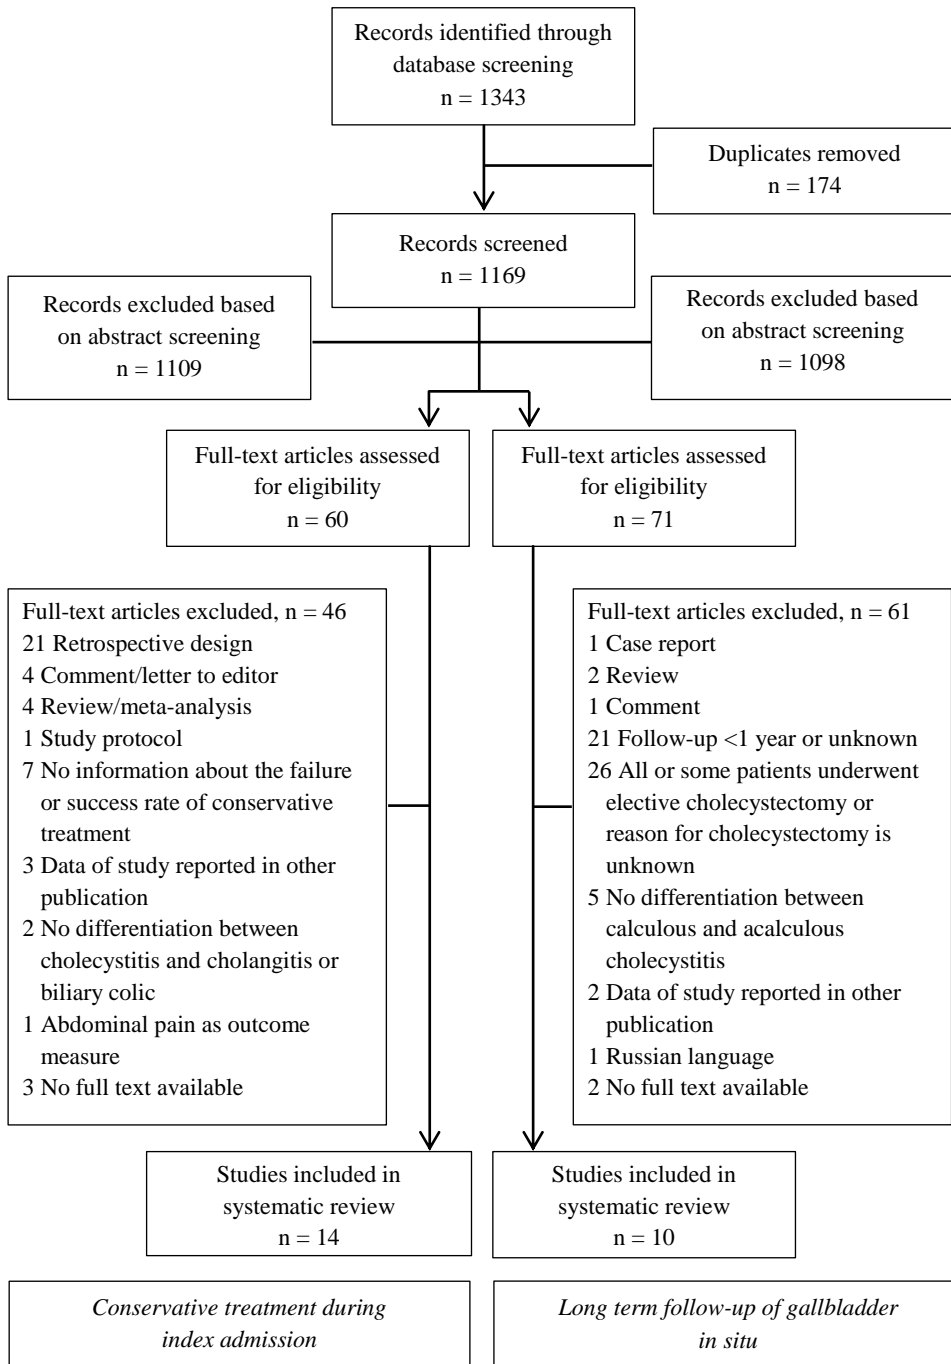 Records identified through
database screening
n = 1343
Duplicates removed
n = 174
Records screened
n = 1169
Records excluded based
on abstract screening
n = 1109
Records excluded based
on abstract screening
n = 1098
Full-text articles assessed
for eligibility
n = 60
Full-text articles assessed
for eligibility
n = 71
Full-text articles excluded, n = 46
21 Retrospective design
4 Comment/letter to editor
4 Review/meta-analysis
1 Study protocol
7 No information about the failure
or success rate of conservative
treatment
3 Data of study reported in other
publication
2 No differentiation between
cholecystitis and cholangitis or
biliary colic
1 Abdominal pain as outcome
measure
3 No full text available
Full-text articles excluded, n = 61
1 Case report
2 Review
1 Comment
21 Follow-up <1 year or unknown
26 All or some patients underwent
elective cholecystectomy or
reason for cholecystectomy is
unknown
5 No differentiation between
calculous and acalculous
cholecystitis
2 Data of study reported in other
publication
1 Russian language
2 No full text available
Studies included in
systematic review
n = 14
Studies included in
systematic review
n = 10
Conservative treatment during
index admission
Long term follow-up of gallbladder
in situ